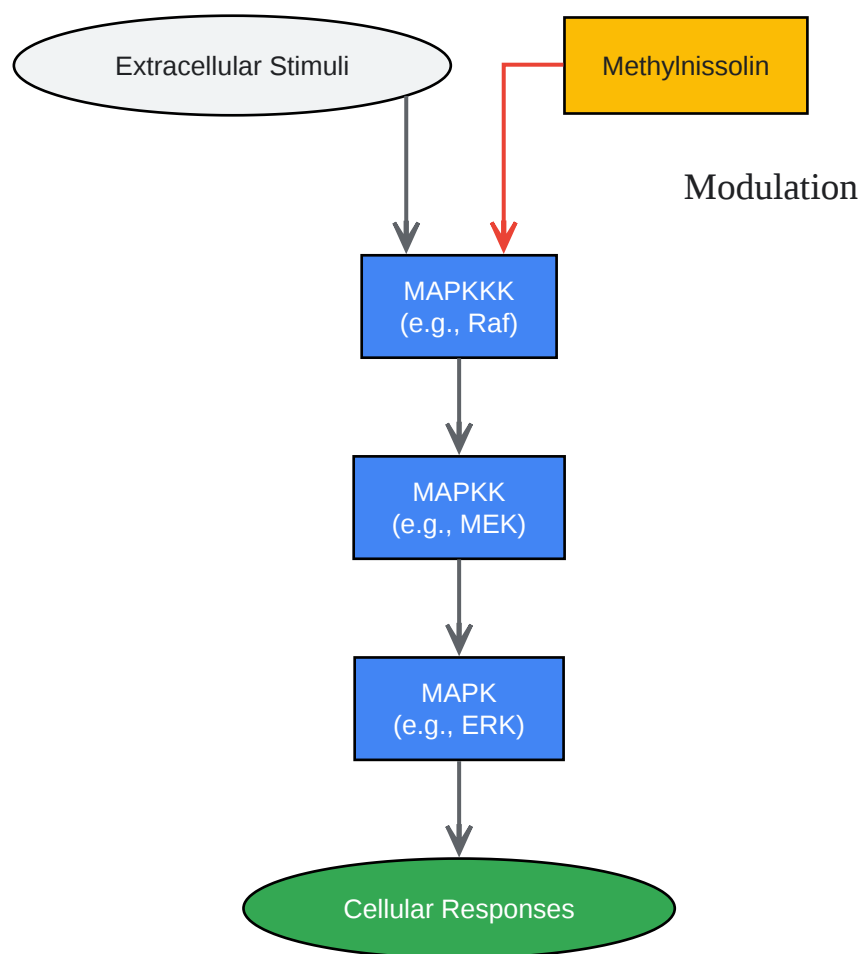 Extracellular Stimuli
Methylnissolin
Modulation
MAPKKK
(e.g., Raf)
MAPKK
(e.g., MEK)
MAPK
(e.g., ERK)
Cellular Responses